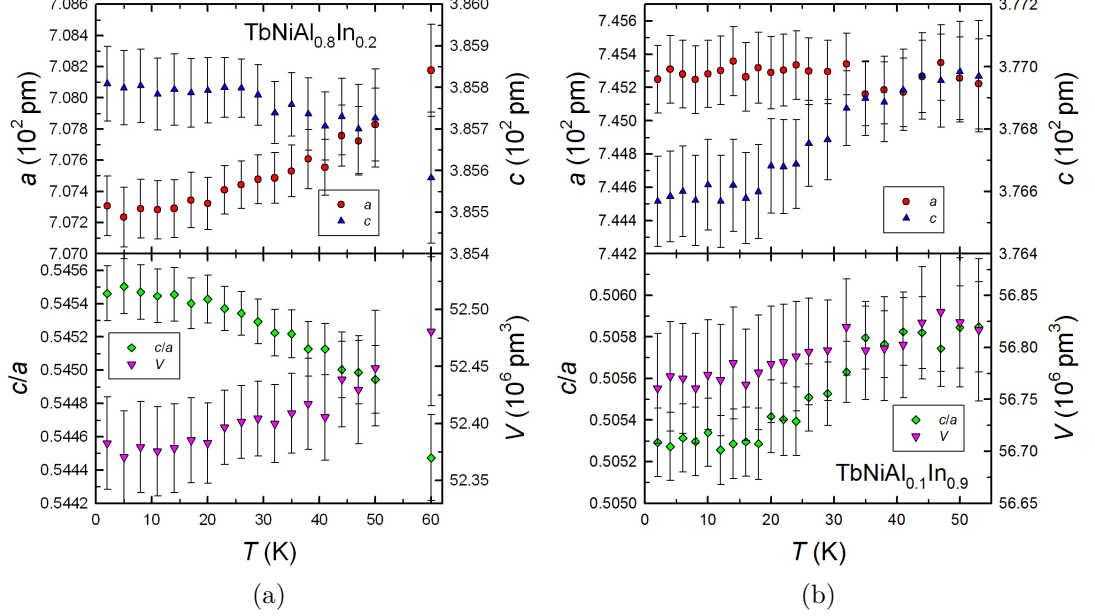 TbNiAl0.8In0.2
a (10² pm)
7.086
7.084
7.082
7.080
7.078
7.076
7.074
7.072
7.070
c (10² pm)
3.860
3.859
3.858
3.857
3.856
3.855
3.854
a
c
c/a
0.5456
0.5454
0.5452
0.5450
0.5448
0.5446
0.5444
0.5442
V (10⁶ pm³)
52.50
52.45
52.40
52.35
c/a
V
0 10 20 30 40 50 60
T (K)
(a)
a (10² pm)
7.456
7.454
7.452
7.450
7.448
7.446
7.444
7.442
c (10² pm)
3.772
3.770
3.768
3.766
3.764
a
c
c/a
0.5060
0.5058
0.5056
0.5054
0.5052
0.5050
V (10⁶ pm³)
56.85
56.80
56.75
56.70
56.65
c/a
V
TbNiAl0.1In0.9
0 10 20 30 40 50
T (K)
(b)